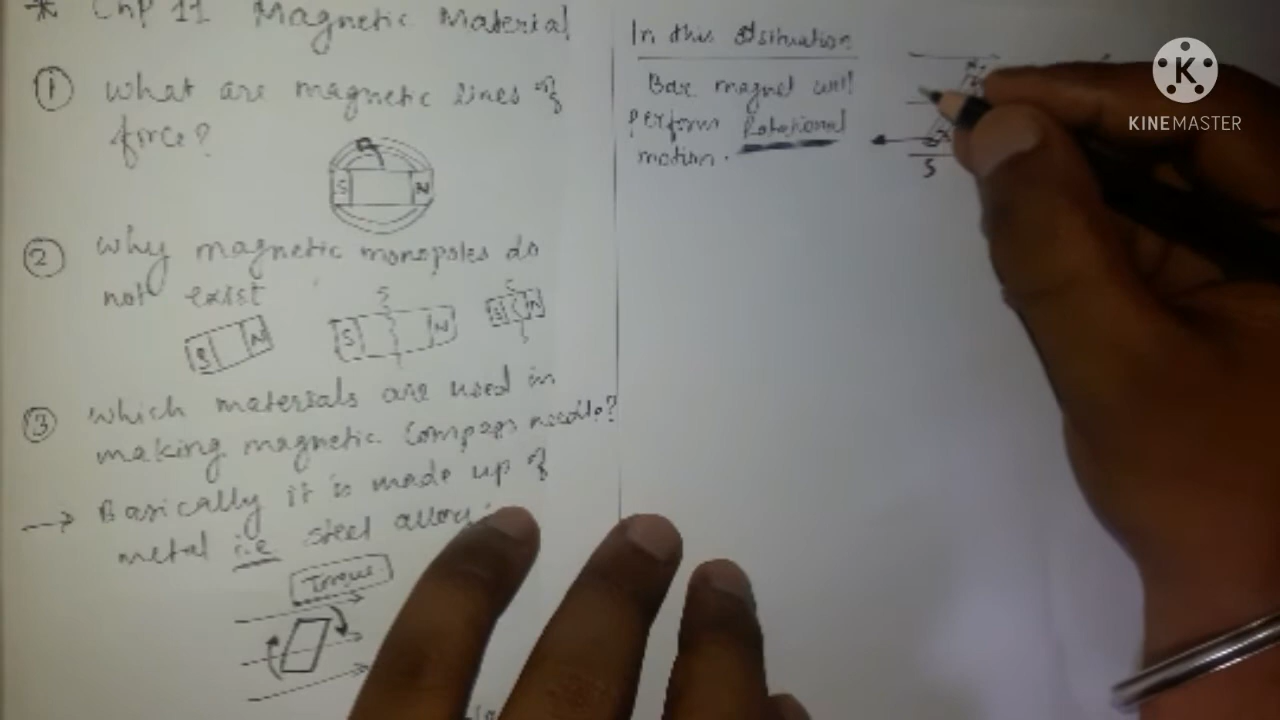 * Chp 11 Magnetic Material
1 what are magnetic lines of
force?
S N
2 why magnetic monopoles do
not exist
S N S N S N
3 which materials are used in
making magnetic compass needle?
→ Basically it is made up of
metal i.e steel alloy.
Torque
In this situation
Bar magnet will
perform Rotational
motion.
S
K
KINEMASTER